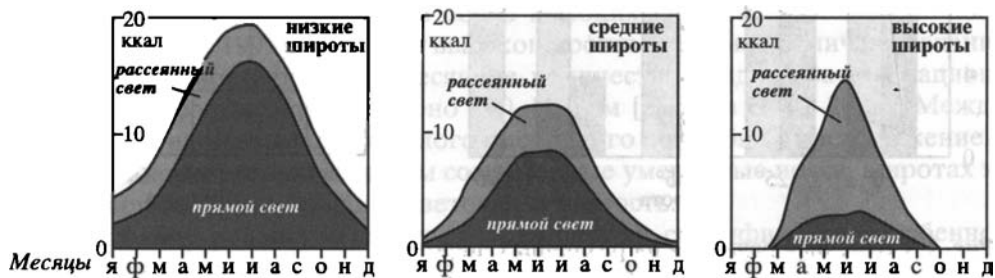 20
ккал
низкие
широты
рассеянный
свет
10
прямой свет
0
20
ккал
средние
широты
рассеянный
свет
10
прямой свет
0
20
ккал
высокие
широты
рассеянный
свет
10
прямой свет
0
Месяцы я ф м а м и и а с о н д
я ф м а м и и а с о н д
я ф м а м и и а с о н д